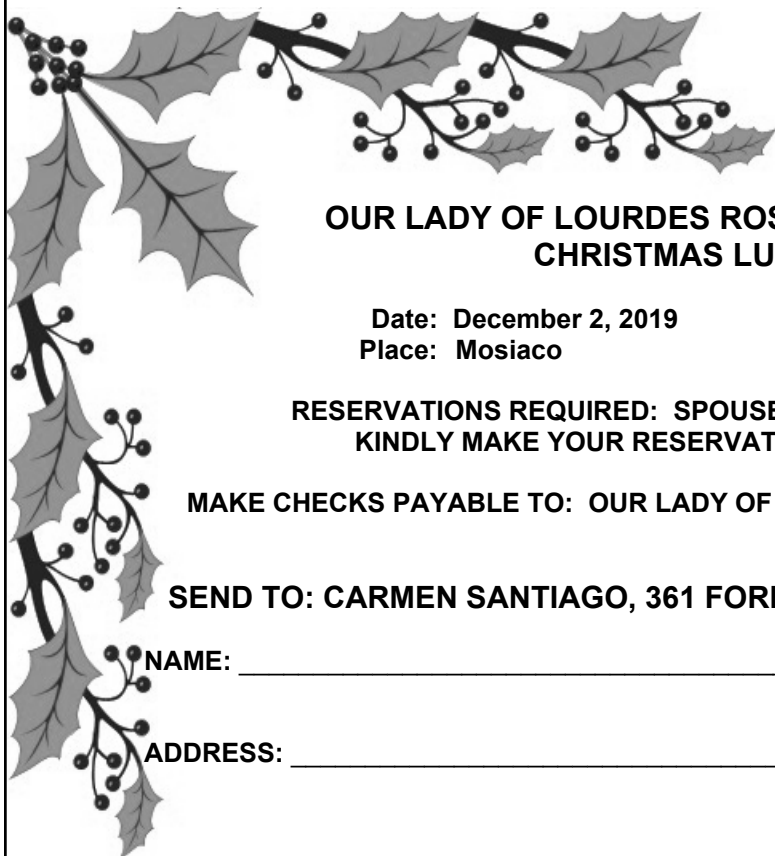 OUR LADY OF LOURDES ROS
CHRISTMAS LU
Date: December 2, 2019
Place: Mosiaco
RESERVATIONS REQUIRED: SPOUSE
KINDLY MAKE YOUR RESERVAT
MAKE CHECKS PAYABLE TO: OUR LADY OF
SEND TO: CARMEN SANTIAGO, 361 FOR
NAME:
ADDRESS: